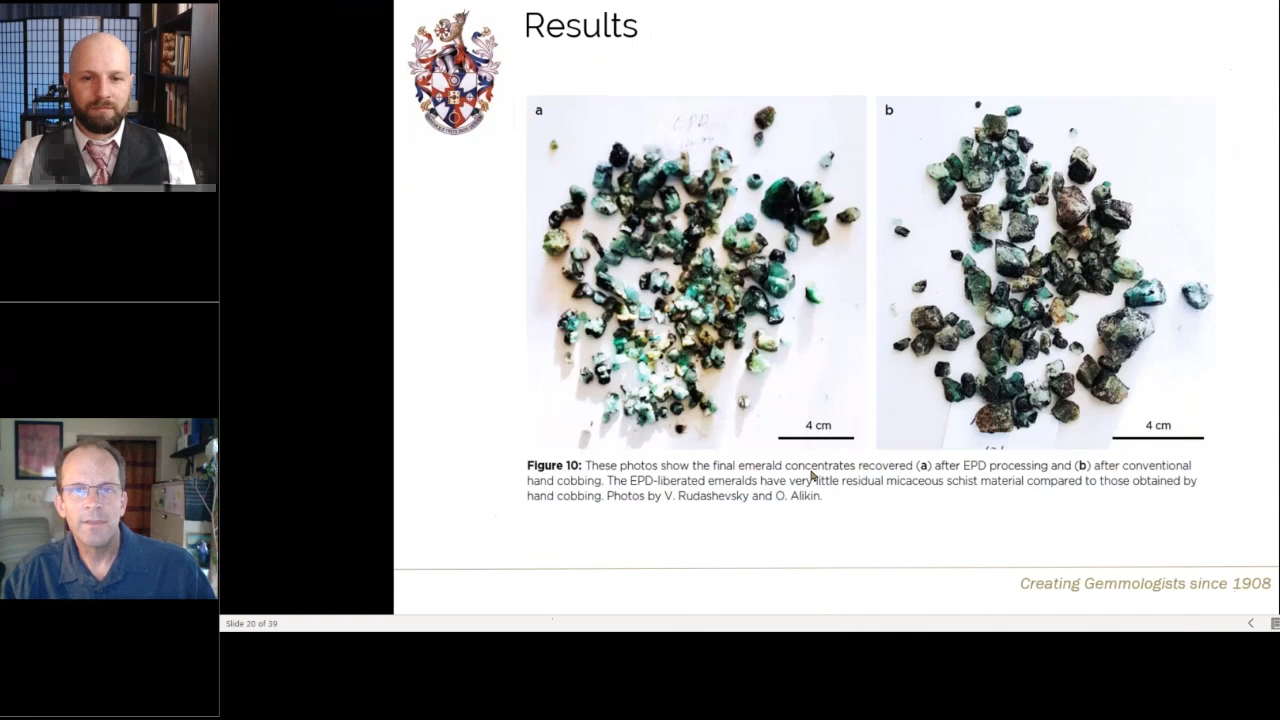 Results
a
EPD
b
4 cm
4 cm
Figure 10: These photos show the final emerald concentrates recovered (a) after EPD processing and (b) after conventional
hand cobbing. The EPD-liberated emeralds have very little residual micaceous schist material compared to those obtained by
hand cobbing. Photos by V. Rudashevsky and O. Alikin.
Creating Gemmologists since 1908
Slide 20 of 39